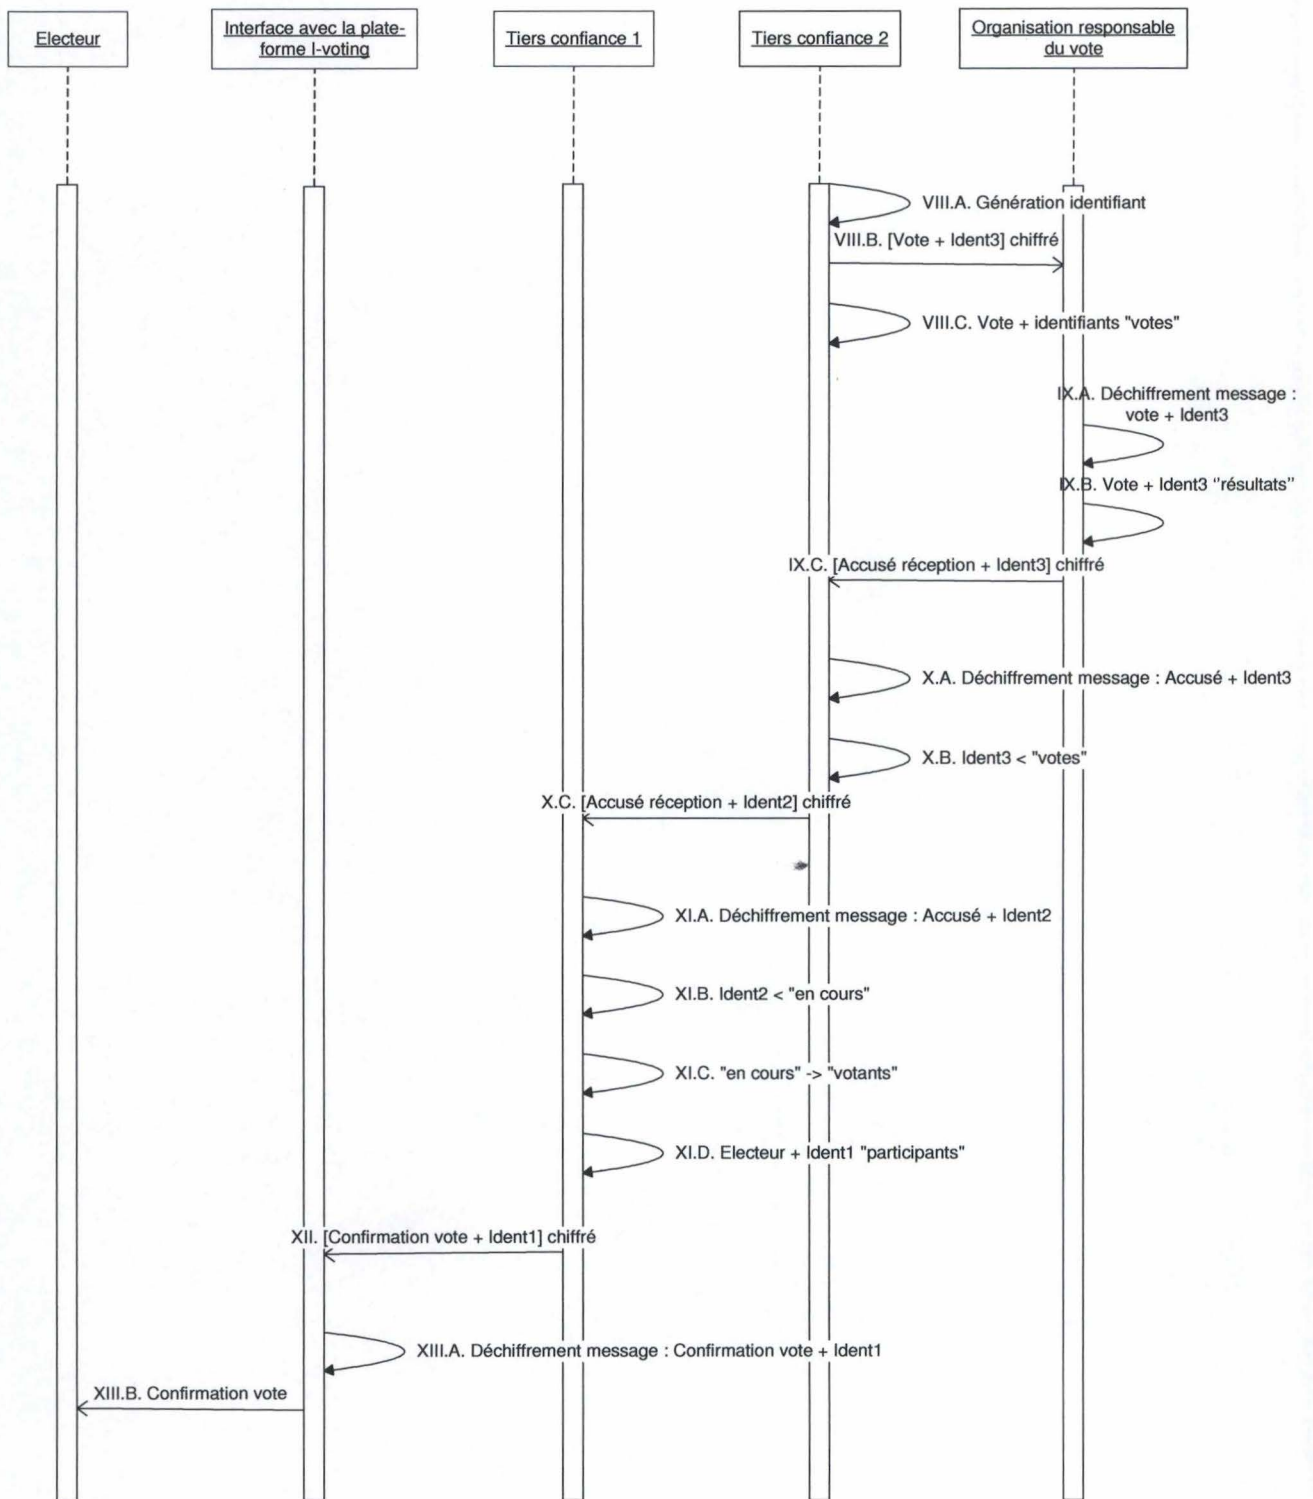 Electeur
Interface avec la plate-
forme I-voting
Tiers confiance 1
Tiers confiance 2
Organisation responsable
du vote
VIII.A. Génération identifiant
VIII.B. [Vote + Ident3] chiffré
VIII.C. Vote + identifiants "votes"
IX.A. Déchiffrement message :
vote + Ident3
IX.B. Vote + Ident3 ''résultats''
IX.C. [Accusé réception + Ident3] chiffré
X.A. Déchiffrement message : Accusé + Ident3
X.B. Ident3 < "votes"
X.C. [Accusé réception + Ident2] chiffré
XI.A. Déchiffrement message : Accusé + Ident2
XI.B. Ident2 < "en cours"
XI.C. "en cours" -> "votants"
XI.D. Electeur + Ident1 "participants"
XII. [Confirmation vote + Ident1] chiffré
XIII.A. Déchiffrement message : Confirmation vote + Ident1
XIII.B. Confirmation vote